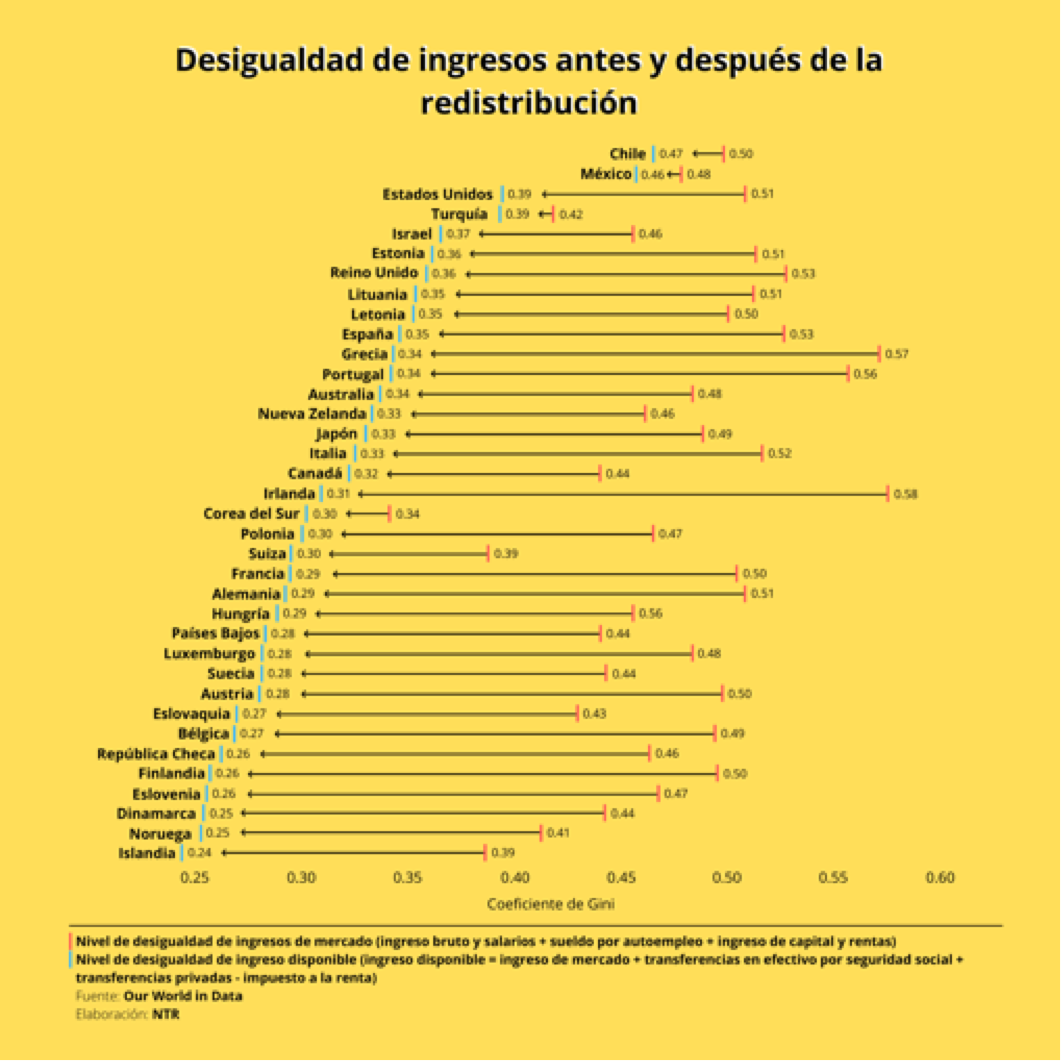 Desigualdad de ingresos antes y después de la
redistribución
Chile 0.47 0.50
México 0.46 0.48
Estados Unidos 0.39 0.51
Turquía 0.39 0.42
Israel 0.37 0.46
Estonia 0.36 0.51
Reino Unido 0.36 0.53
Lituania 0.35 0.51
Letonia 0.35 0.50
España 0.35 0.53
Grecia 0.34 0.57
Portugal 0.34 0.56
Australia 0.34 0.48
Nueva Zelanda 0.33 0.46
Japón 0.33 0.49
Italia 0.33 0.52
Canadá 0.32 0.44
Irlanda 0.31 0.58
Corea del Sur 0.30 0.34
Polonia 0.30 0.47
Suiza 0.30 0.39
Francia 0.29 0.50
Alemania 0.29 0.51
Hungría 0.29 0.56
Países Bajos 0.28 0.44
Luxemburgo 0.28 0.48
Suecia 0.28 0.44
Austria 0.28 0.50
Eslovaquia 0.27 0.43
Bélgica 0.27 0.49
República Checa 0.26 0.46
Finlandia 0.26 0.50
Eslovenia 0.26 0.47
Dinamarca 0.25 0.44
Noruega 0.25 0.41
Islandia 0.24 0.39
0.25 0.30 0.35 0.40 0.45 0.50 0.55 0.60
Coeficiente de Gini
Nivel de desigualdad de ingresos de mercado (ingreso bruto y salarios + sueldo por autoempleo + ingreso de capital y rentas)
Nivel de desigualdad de ingreso disponible (ingreso disponible = ingreso de mercado + transferencias en efectivo por seguridad social +
transferencias privadas - impuesto a la renta)
Fuente: Our World in Data
Elaboración: NTR